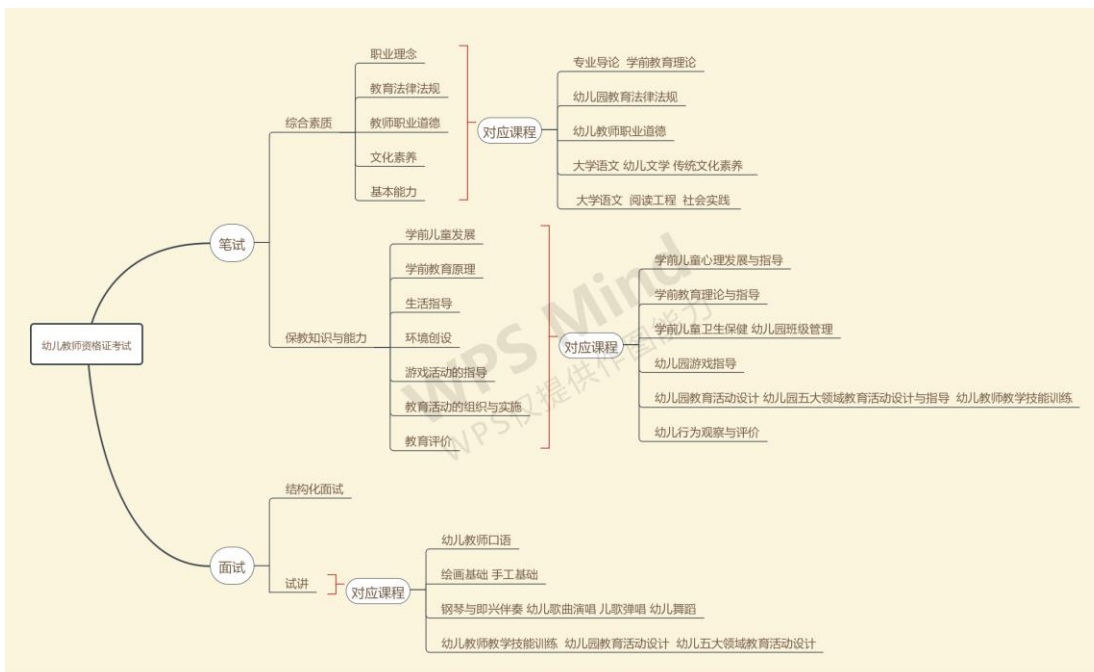 幼儿教师资格证考试
笔试
综合素质
职业理念
教育法律法规
教师职业道德
文化素养
基本能力
对应课程
专业导论 学前教育理论
幼儿园教育法律法规
幼儿教师职业道德
大学语文 幼儿文学 传统文化素养
大学语文 阅读工程 社会实践
保教知识与能力
学前儿童发展
学前教育原理
生活指导
环境创设
游戏活动的指导
教育活动的组织与实施
教育评价
对应课程
学前儿童心理发展与指导
学前教育理论与指导
学前儿童卫生保健 幼儿园班级管理
幼儿园游戏指导
幼儿园教育活动设计 幼儿园五大领域教育活动设计与指导 幼儿教师教学技能训练
幼儿行为观察与评价
WPS Mind
WPS仅提供作图能力
面试
结构化面试
试讲
对应课程
幼儿教师口语
绘画基础 手工基础
钢琴与即兴伴奏 幼儿歌曲演唱 儿歌弹唱 幼儿舞蹈
幼儿教师教学技能训练 幼儿园教育活动设计 幼儿五大领域教育活动设计